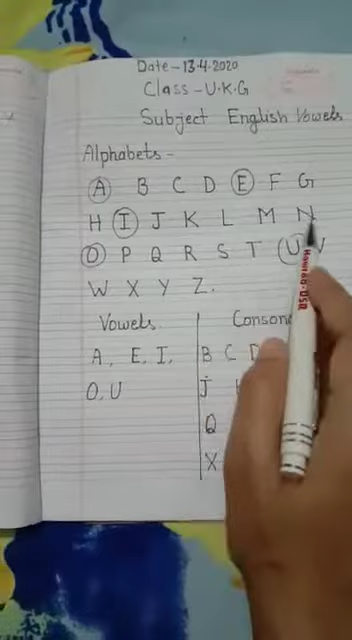 Date-13.4.2020
Class-U.K.G
Subject English Vowels
Alphabets-
A B C D E F G
H I J K L M N
O P Q R S T U V
W X Y Z.
Vowels
A, E, I,
O, U
B C D
J
Q
X